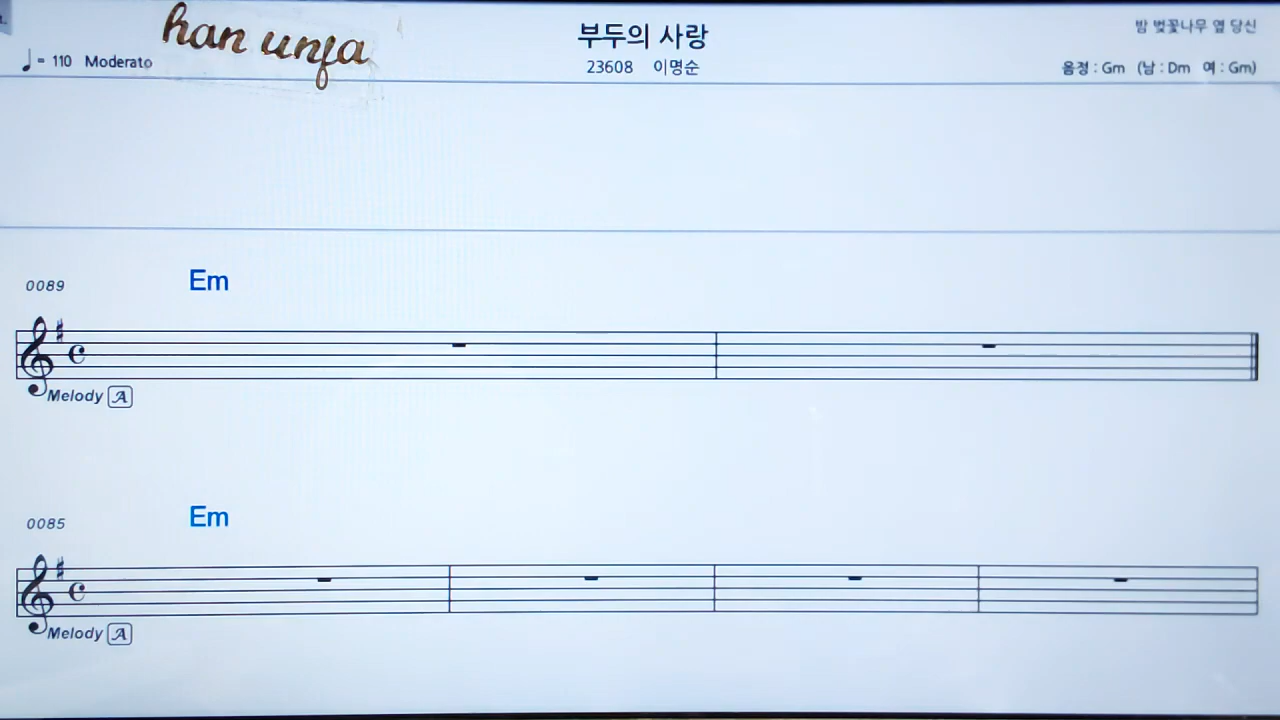 han unfa
부두의 사랑
밤 벚꽃나무 옆 당신
♩= 110 Moderato
23608 이명순
음정 : Gm (남 : Dm 여 : Gm)
0089 Em
Melody A
0085 Em
Melody A